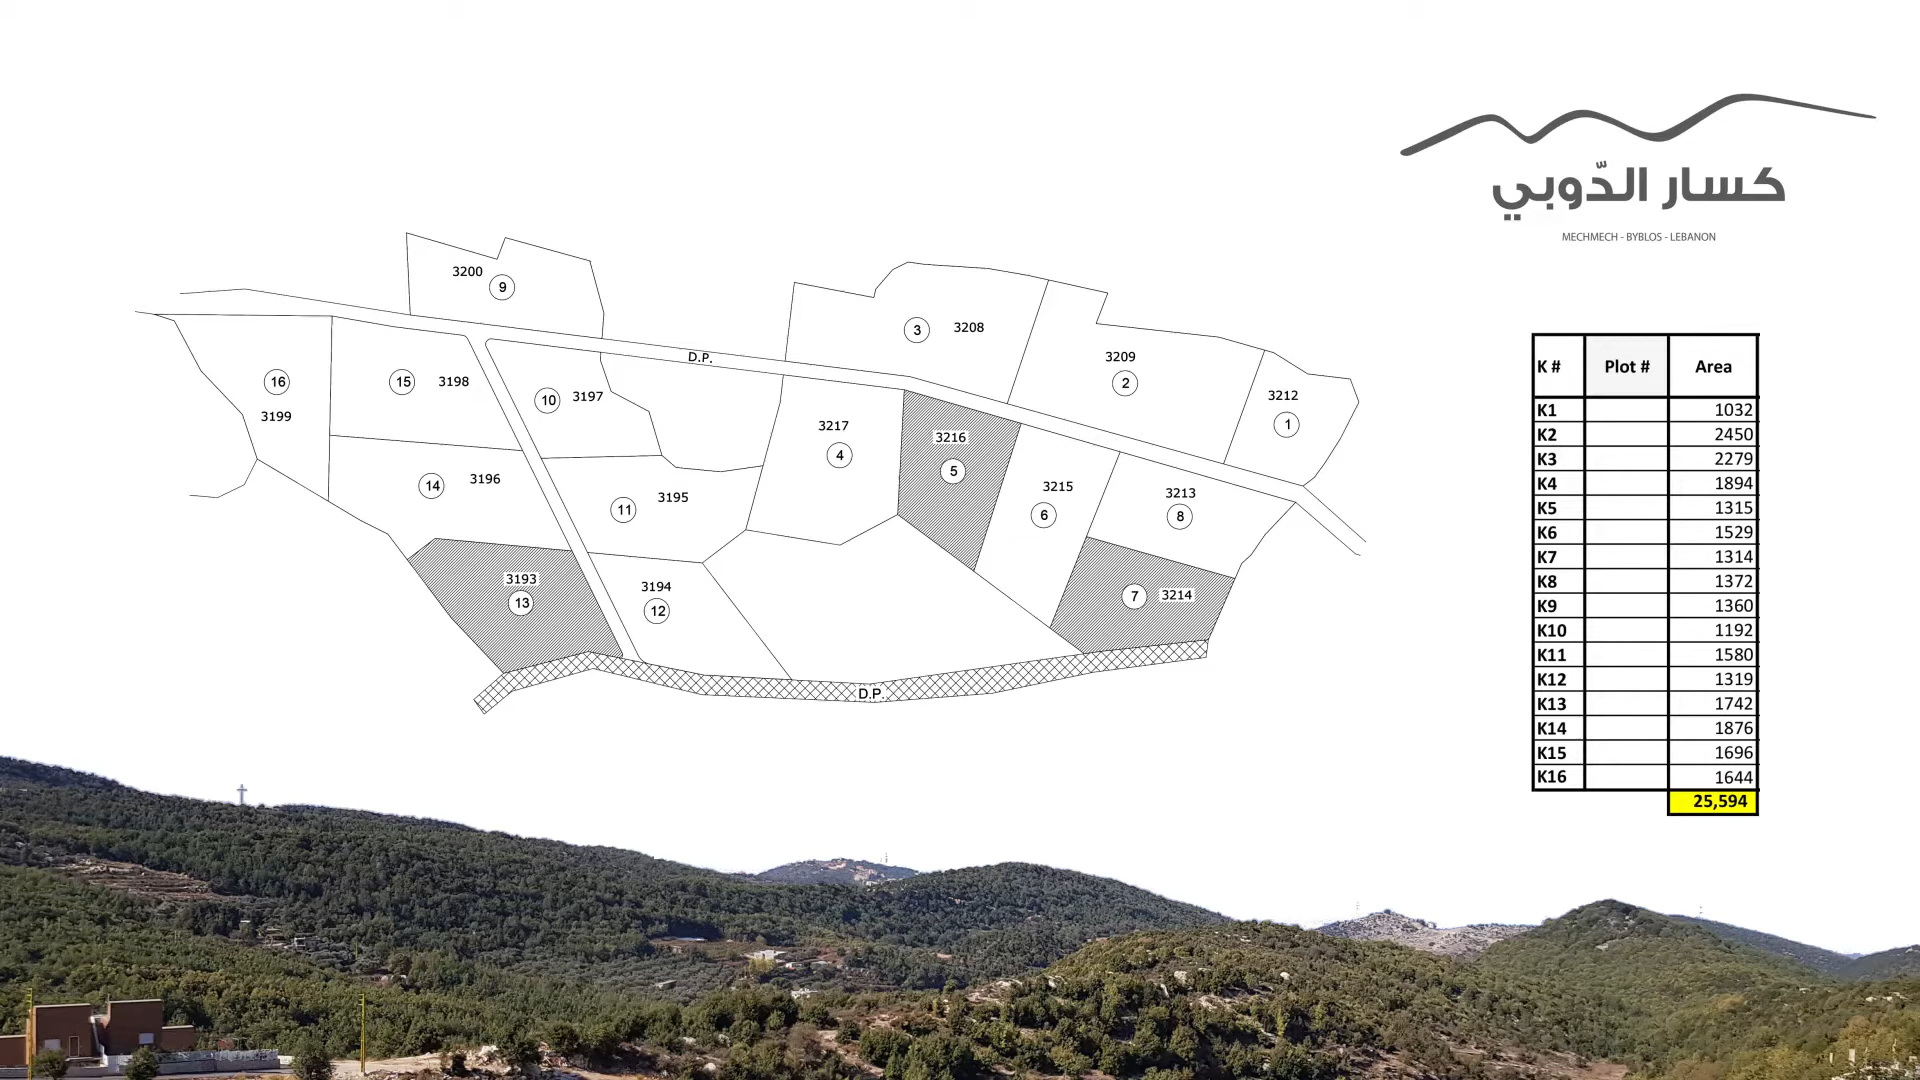 كسار الدّوبي
MECHMECH - BYBLOS - LEBANON
3200
9
3
3208
D.P.
3209
2
16
3199
15
3198
10
3197
3212
1
3217
4
3216
5
14
3196
11
3195
3215
6
3213
8
3193
13
3194
12
7
3214
D.P.
K # Plot # Area
K1 1032
K2 2450
K3 2279
K4 1894
K5 1315
K6 1529
K7 1314
K8 1372
K9 1360
K10 1192
K11 1580
K12 1319
K13 1742
K14 1876
K15 1696
K16 1644
25,594